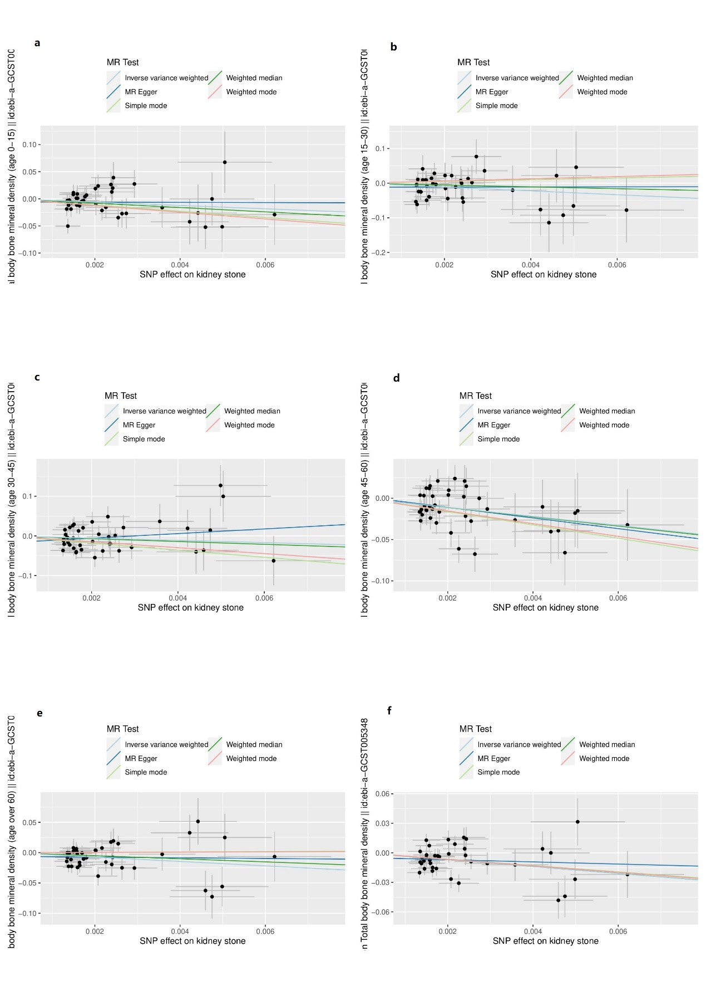 a
MR Test
Inverse variance weighted
Weighted median
MR Egger
Weighted mode
Simple mode
body bone mineral density (age 0−15) || id:ebi−a−GCST00
0.10
0.05
0.00
−0.05
−0.10
0.002
0.004
0.006
SNP effect on kidney stone
b
MR Test
Inverse variance weighted
Weighted median
MR Egger
Weighted mode
Simple mode
l body bone mineral density (age 15−30) || id:ebi−a−GCST0
0.1
0.0
−0.1
−0.2
0.002
0.004
0.006
SNP effect on kidney stone
c
MR Test
Inverse variance weighted
Weighted median
MR Egger
Weighted mode
Simple mode
l body bone mineral density (age 30−45) || id:ebi−a−GCST0
0.1
0.0
−0.1
0.002
0.004
0.006
SNP effect on kidney stone
d
MR Test
Inverse variance weighted
Weighted median
MR Egger
Weighted mode
Simple mode
l body bone mineral density (age 45−60) || id:ebi−a−GCST0
0.00
−0.05
−0.10
0.002
0.004
0.006
SNP effect on kidney stone
e
MR Test
Inverse variance weighted
Weighted median
MR Egger
Weighted mode
Simple mode
body bone mineral density (age over 60) || id:ebi−a−GCST0
0.05
0.00
−0.05
−0.10
0.002
0.004
0.006
SNP effect on kidney stone
f
MR Test
Inverse variance weighted
Weighted median
MR Egger
Weighted mode
Simple mode
n Total body bone mineral density || id:ebi−a−GCST005348
0.06
0.03
0.00
−0.03
−0.06
0.002
0.004
0.006
SNP effect on kidney stone